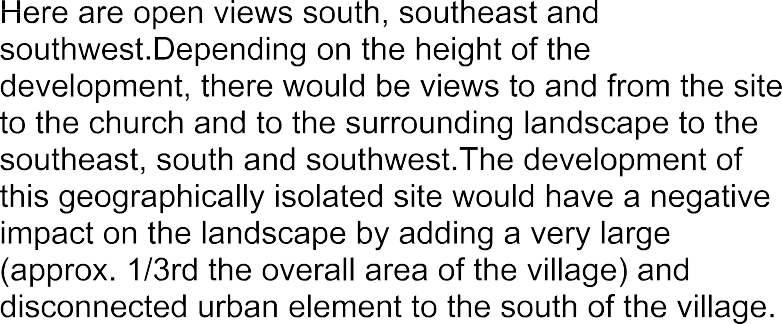 Here are open views south, southeast and
southwest.Depending on the height of the
development, there would be views to and from the site
to the church and to the surrounding landscape to the
southeast, south and southwest.The development of
this geographically isolated site would have a negative
impact on the landscape by adding a very large
(approx. 1/3rd the overall area of the village) and
disconnected urban element to the south of the village.